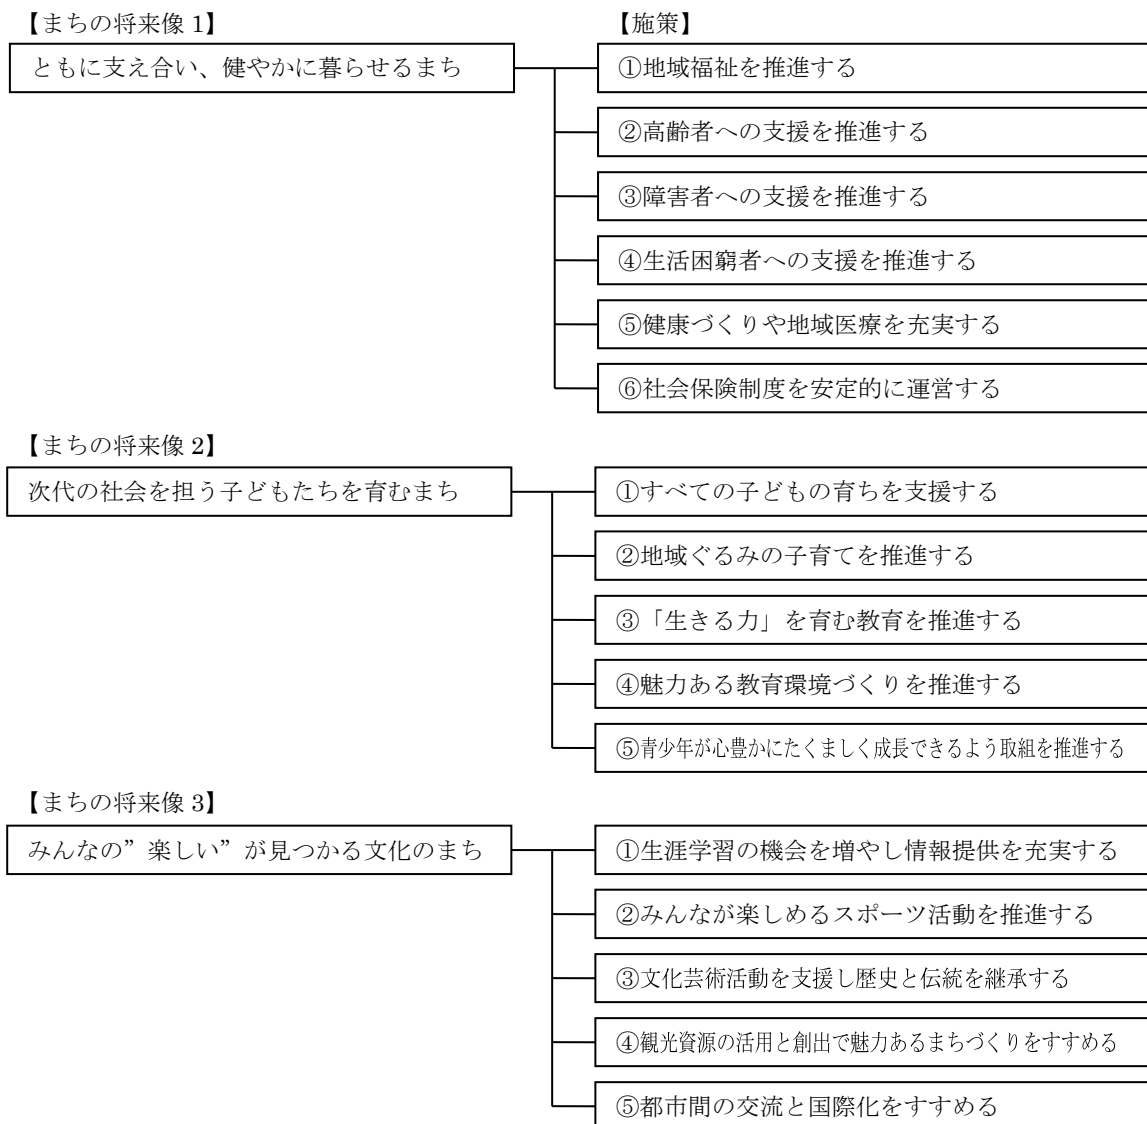 【まちの将来像 1】 【施策】
ともに支え合い、健やかに暮らせるまち ①地域福祉を推進する
②高齢者への支援を推進する
③障害者への支援を推進する
④生活困窮者への支援を推進する
⑤健康づくりや地域医療を充実する
⑥社会保険制度を安定的に運営する
【まちの将来像 2】
次代の社会を担う子どもたちを育むまち ①すべての子どもの育ちを支援する
②地域ぐるみの子育てを推進する
③「生きる力」を育む教育を推進する
④魅力ある教育環境づくりを推進する
⑤青少年が心豊かにたくましく成長できるよう取組を推進する
【まちの将来像 3】
みんなの”楽しい”が見つかる文化のまち ①生涯学習の機会を増やし情報提供を充実する
②みんなが楽しめるスポーツ活動を推進する
③文化芸術活動を支援し歴史と伝統を継承する
④観光資源の活用と創出で魅力あるまちづくりをすすめる
⑤都市間の交流と国際化をすすめる